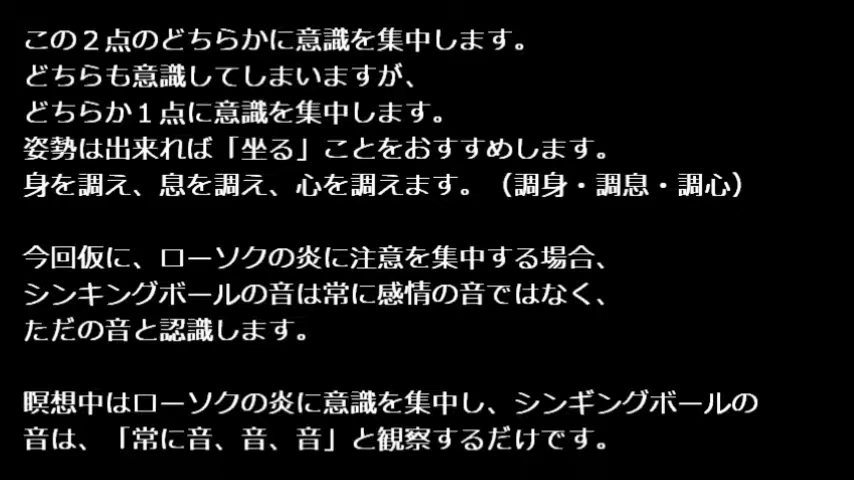 この２点のどちらかに意識を集中します。
どちらも意識してしまいますが、
どちらか１点に意識を集中します。
姿勢は出来れば「坐る」ことをおすすめします。
身を調え、息を調え、心を調えます。（調身・調息・調心）
今回仮に、ローソクの炎に注意を集中する場合、
シンキングボールの音は常に感情の音ではなく、
ただの音と認識します。
瞑想中はローソクの炎に意識を集中し、シンギングボールの
音は、「常に音、音、音」と観察するだけです。